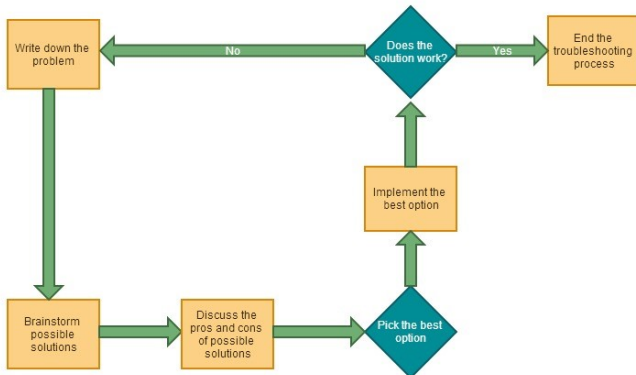 Write down the
problem
No
Does the
solution work?
Yes
End the
troubleshooting
process
Implement the
best option
Brainstorm
possible
solutions
Discuss the
pros and cons
of possible
solutions
Pick the best
option